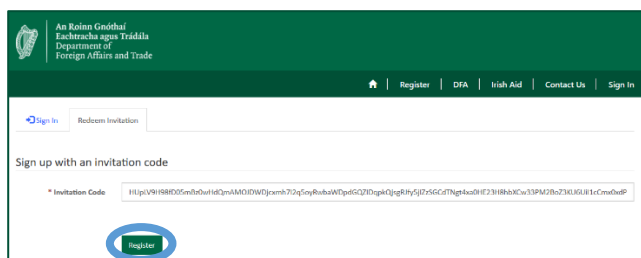 An Roinn Gnóthaí
Eachtracha agus Trádála
Department of
Foreign Affairs and Trade
Register | DFA | Irish Aid | Contact Us | Sign In
Sign In
Redeem Invitation
Sign up with an invitation code
* Invitation Code
Register